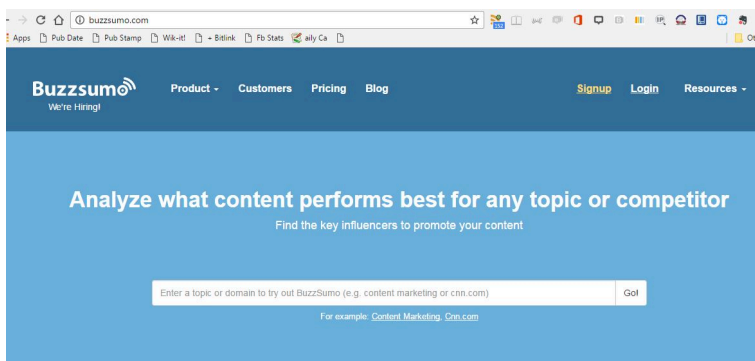 buzzsumo.com
Apps Pub Date Pub Stamp Wik-it! + Bitlink Fb Stats aily Ca
Buzzsumo Product Customers Pricing Blog Signup Login Resources
We're Hiring!
Analyze what content performs best for any topic or competitor
Find the key influencers to promote your content
Enter a topic or domain to try out BuzzSumo (e.g. content marketing or cnn.com) Go!
For example: Content Marketing, Cnn.com